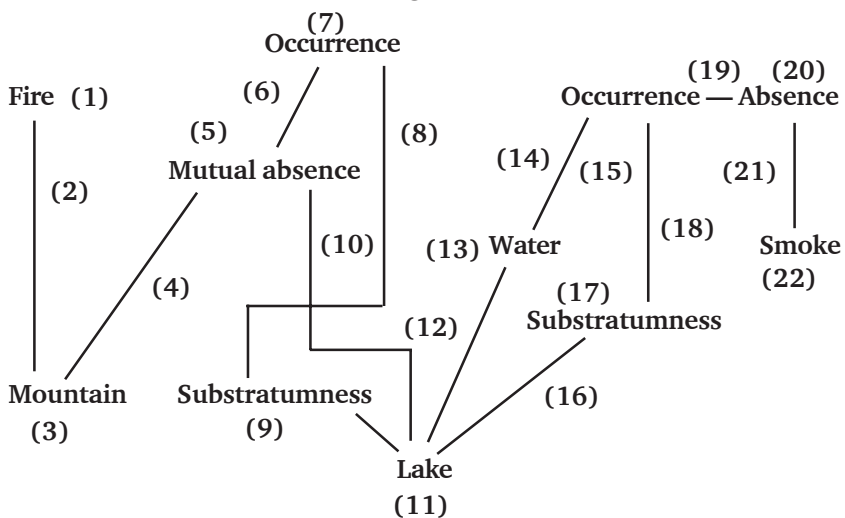 (7)
Occurrence
(19) (20)
Fire (1)
(6)
Occurrence — Absence
(5)
(8)
Mutual absence
(14)
(15)
(21)
(2)
(10)
(13) Water
(18)
Smoke
(22)
(4)
(17)
Substratumness
(12)
Mountain
Substratumness
(16)
(3)
(9)
Lake
(11)